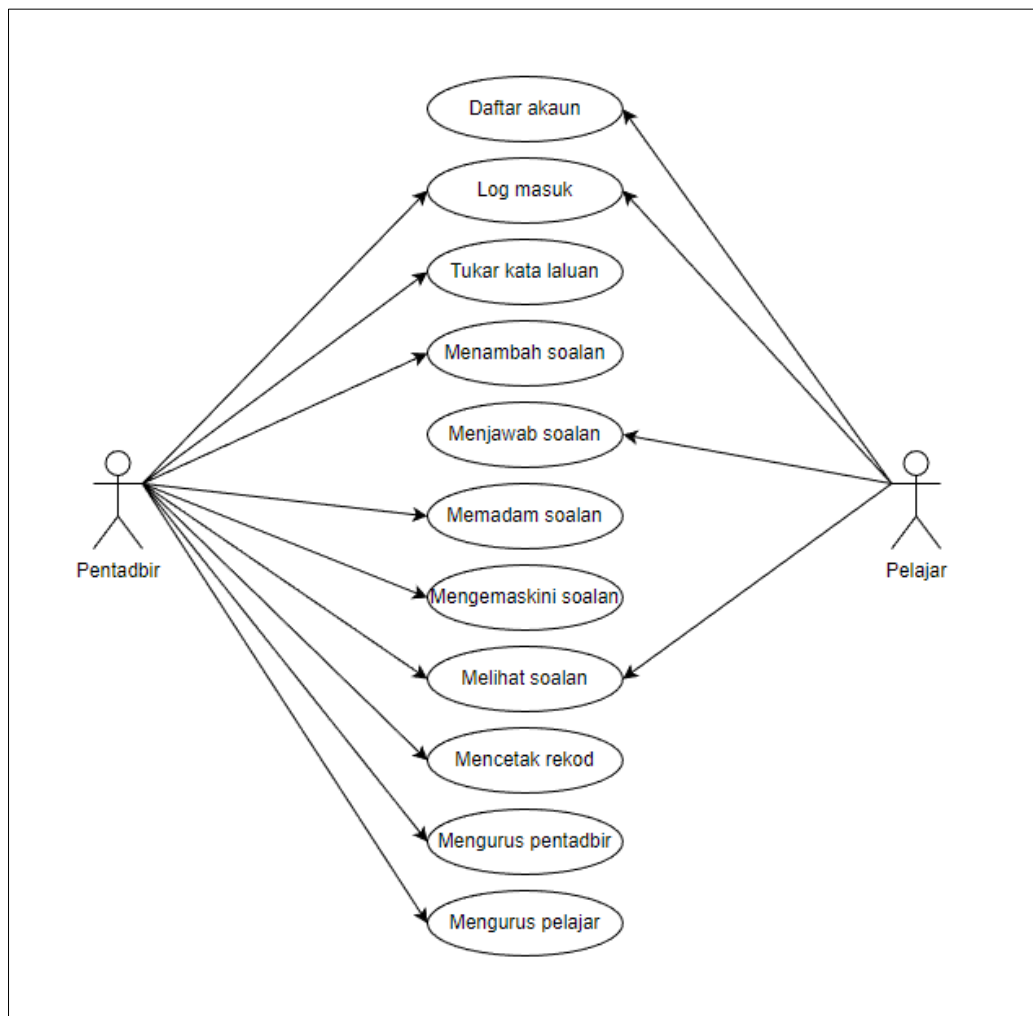 Daftar akaun
Log masuk
Tukar kata laluan
Menambah soalan
Menjawab soalan
Memadam soalan
Pentadbir
Pelajar
Mengemaskini soalan
Melihat soalan
Mencetak rekod
Mengurus pentadbir
Mengurus pelajar